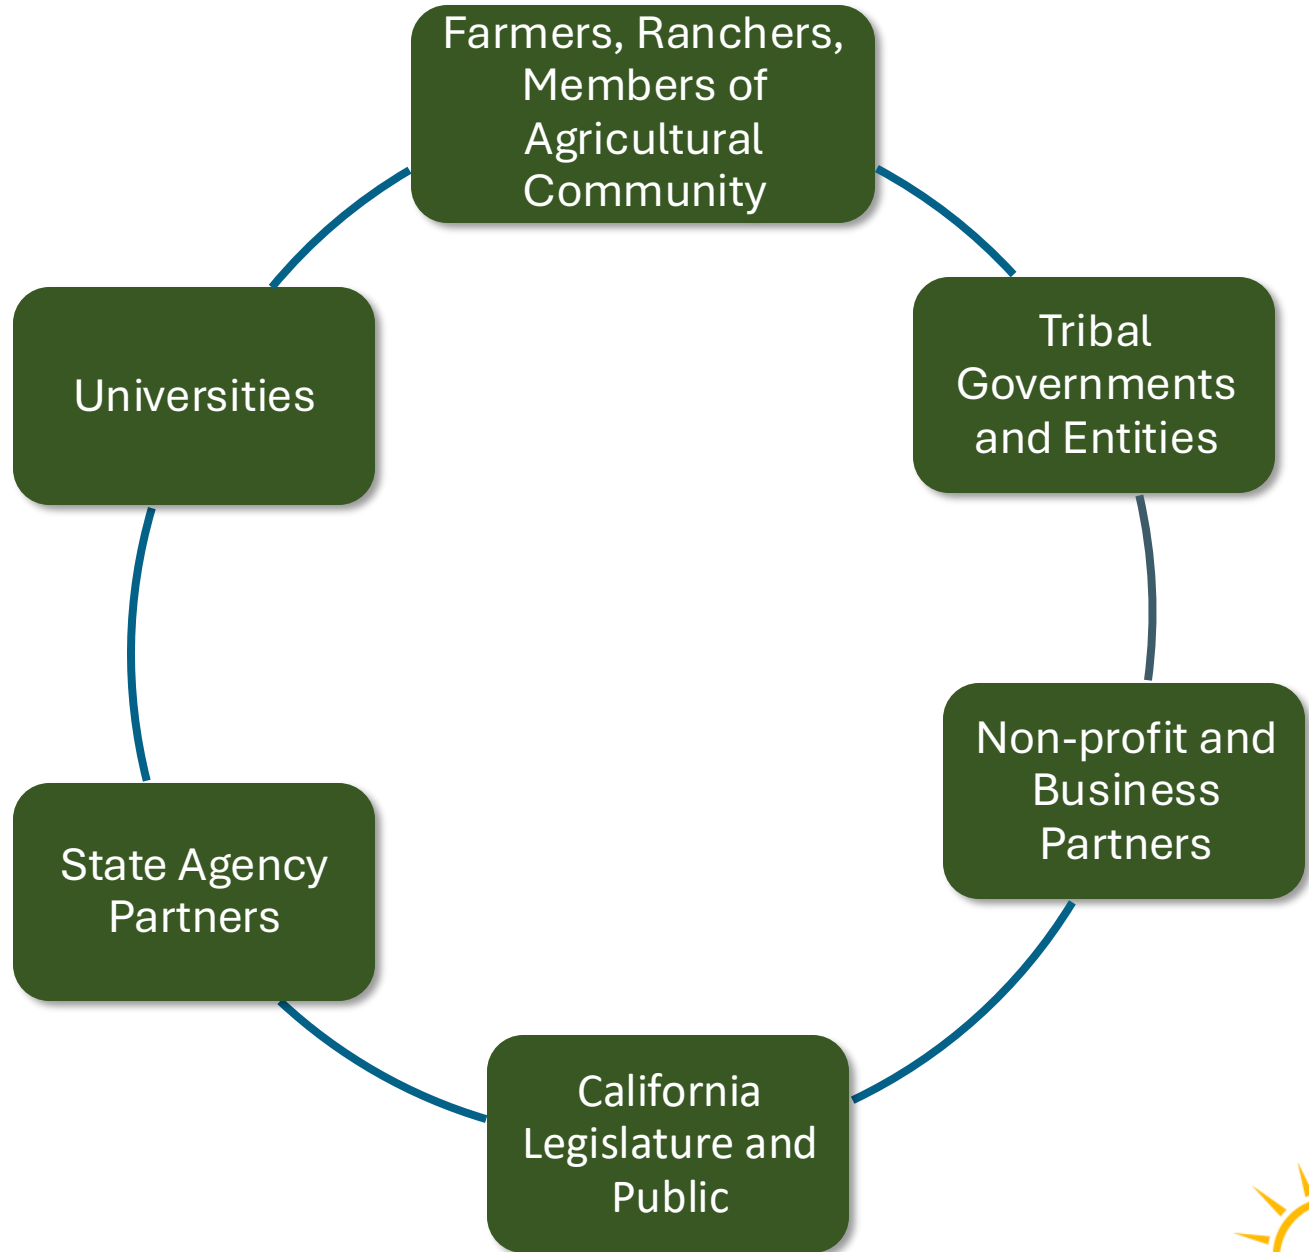 Farmers, Ranchers,
Members of
Agricultural
Community
Tribal
Governments
and Entities
Non-profit and
Business
Partners
California
Legislature and
Public
State Agency
Partners
Universities